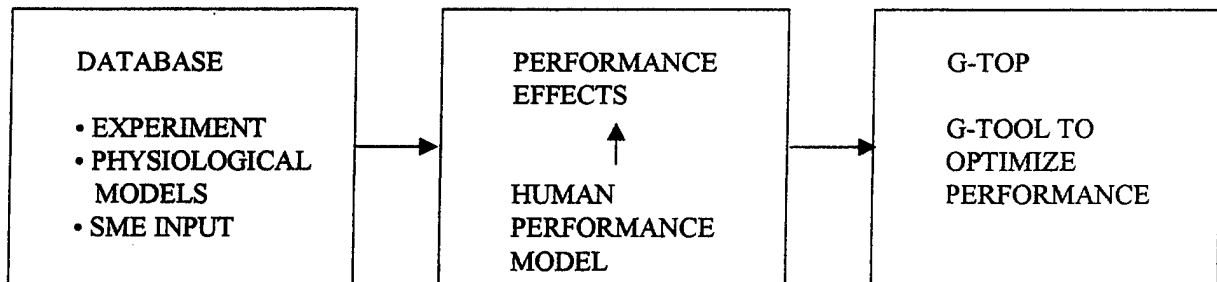 DATABASE
• EXPERIMENT
• PHYSIOLOGICAL
MODELS
• SME INPUT
PERFORMANCE
EFFECTS
HUMAN
PERFORMANCE
MODEL
G-TOP
G-TOOL TO
OPTIMIZE
PERFORMANCE